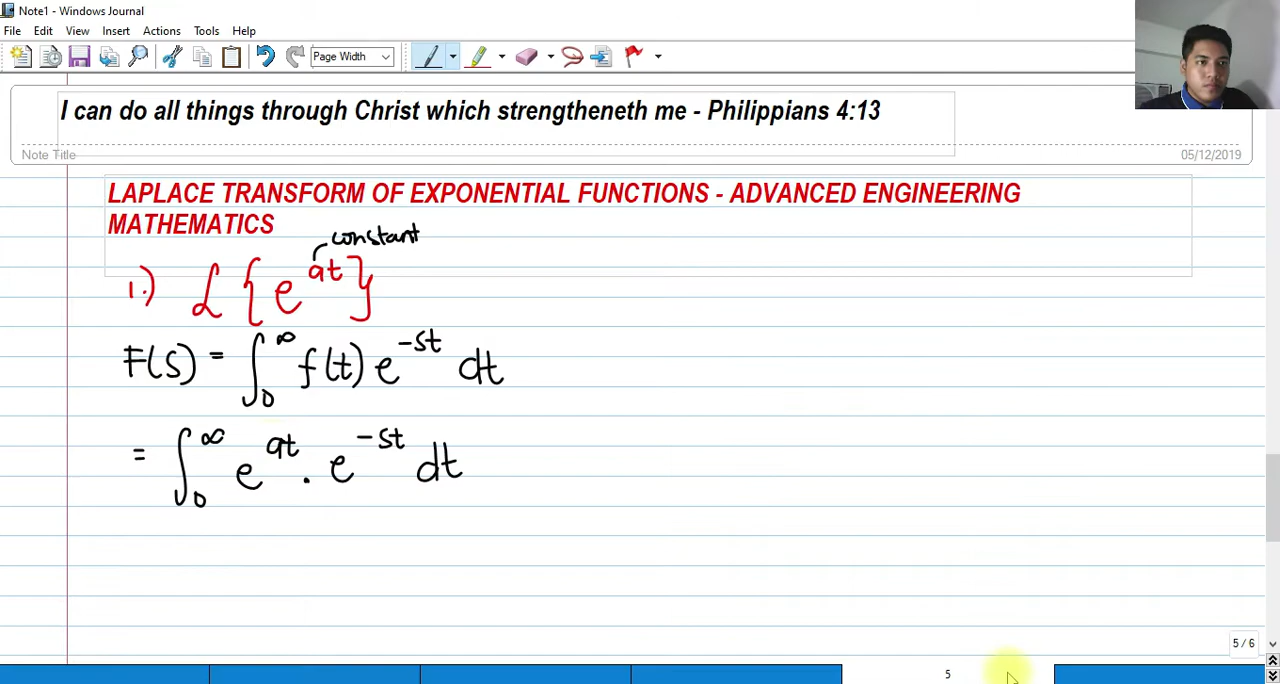 Note1 - Windows Journal
File Edit View Insert Actions Tools Help
Page Width
I can do all things through Christ which strengtheneth me - Philippians 4:13
Note Title
05/12/2019
LAPLACE TRANSFORM OF EXPONENTIAL FUNCTIONS - ADVANCED ENGINEERING
MATHEMATICS
constant
1.) ℒ{e^{at}}
F(s) = ∫_0^∞ f(t) e^{-st} dt
= ∫_0^∞ e^{at} · e^{-st} dt
5 / 6
5